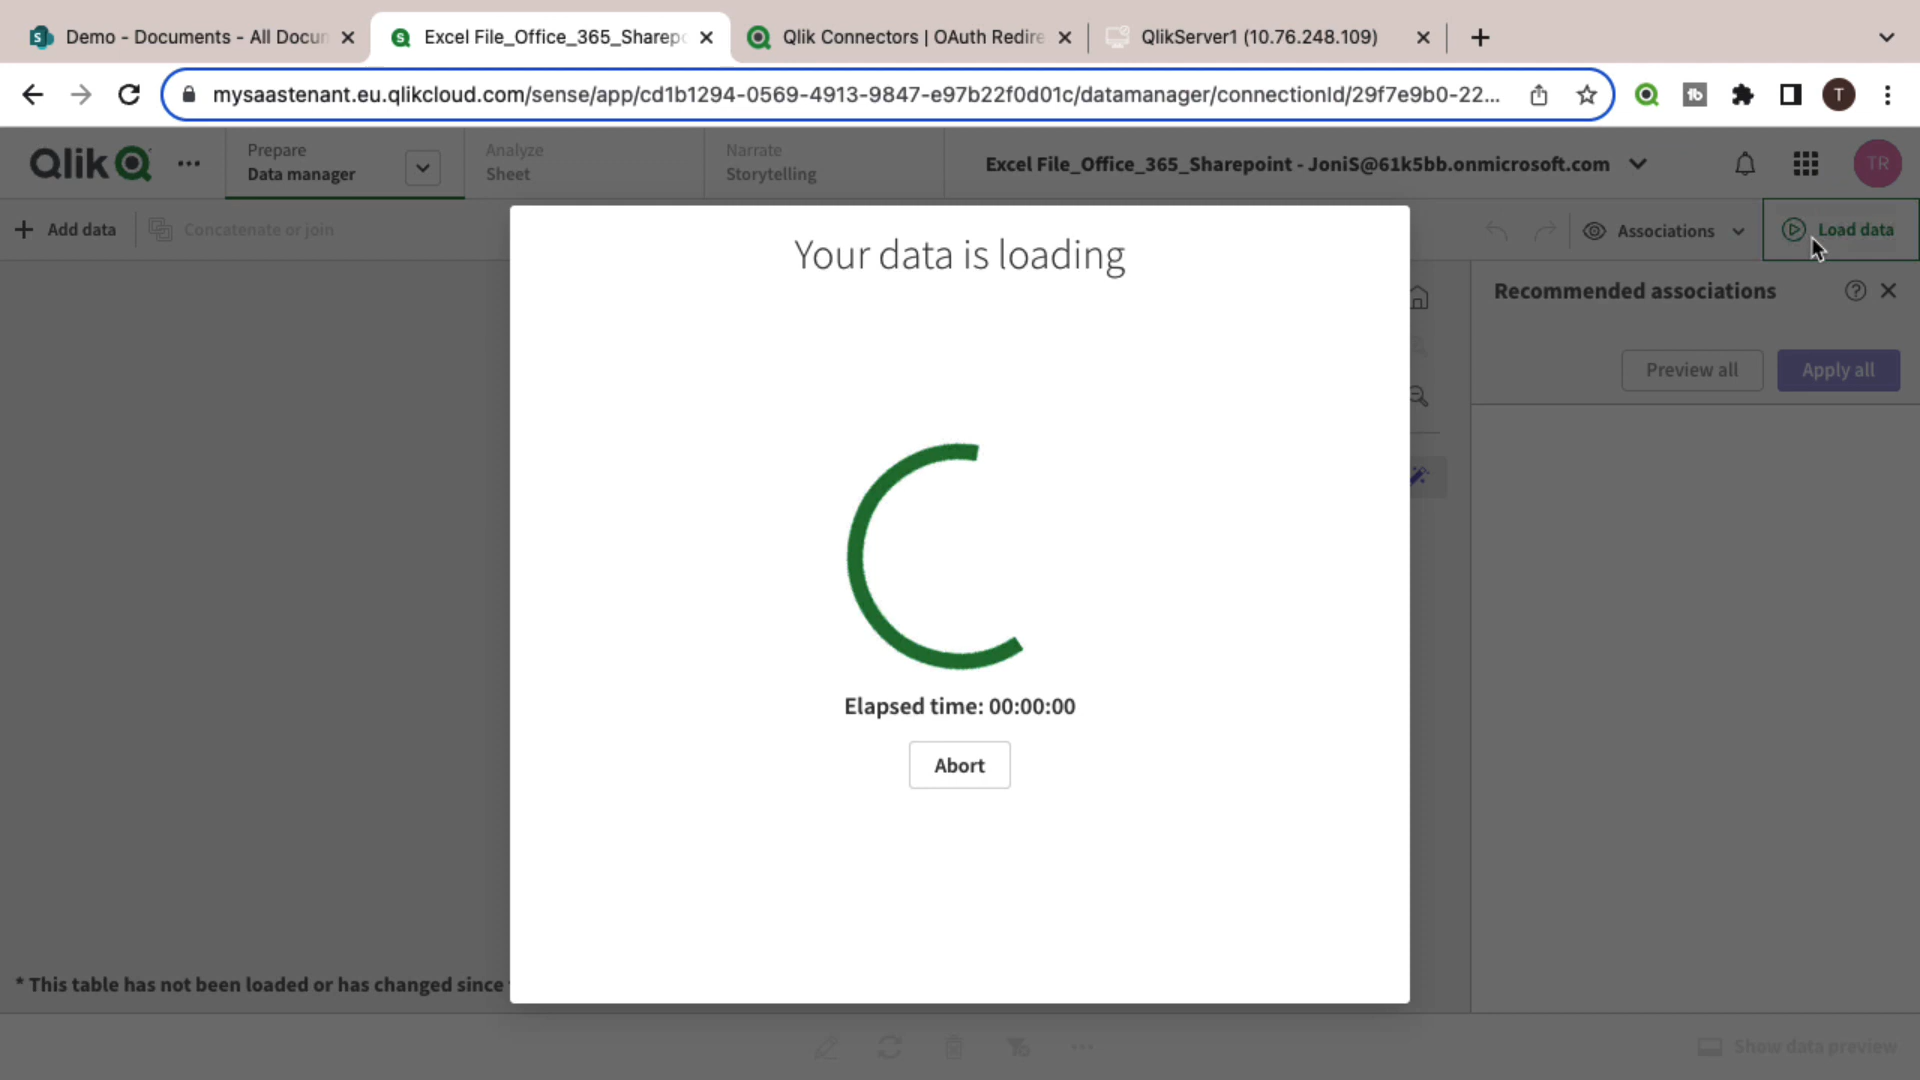 Demo - Documents - All Docun
Excel File_Office_365_Sharepo
Qlik Connectors | OAuth Redire
QlikServer1 (10.76.248.109)
mysaastenant.eu.qlikcloud.com/sense/app/cd1b1294-0569-4913-9847-e97b22f0d01c/datamanager/connectionId/29f7e9b0-22...
T
Qlik
Prepare
Data manager
Analyze
Sheet
Narrate
Storytelling
Excel File_Office_365_Sharepoint - JoniS@61k5bb.onmicrosoft.com
TR
Add data
Concatenate or join
Associations
Load data
Your data is loading
Recommended associations
Preview all
Apply all
Elapsed time: 00:00:00
Abort
* This table has not been loaded or has changed since
Show data preview